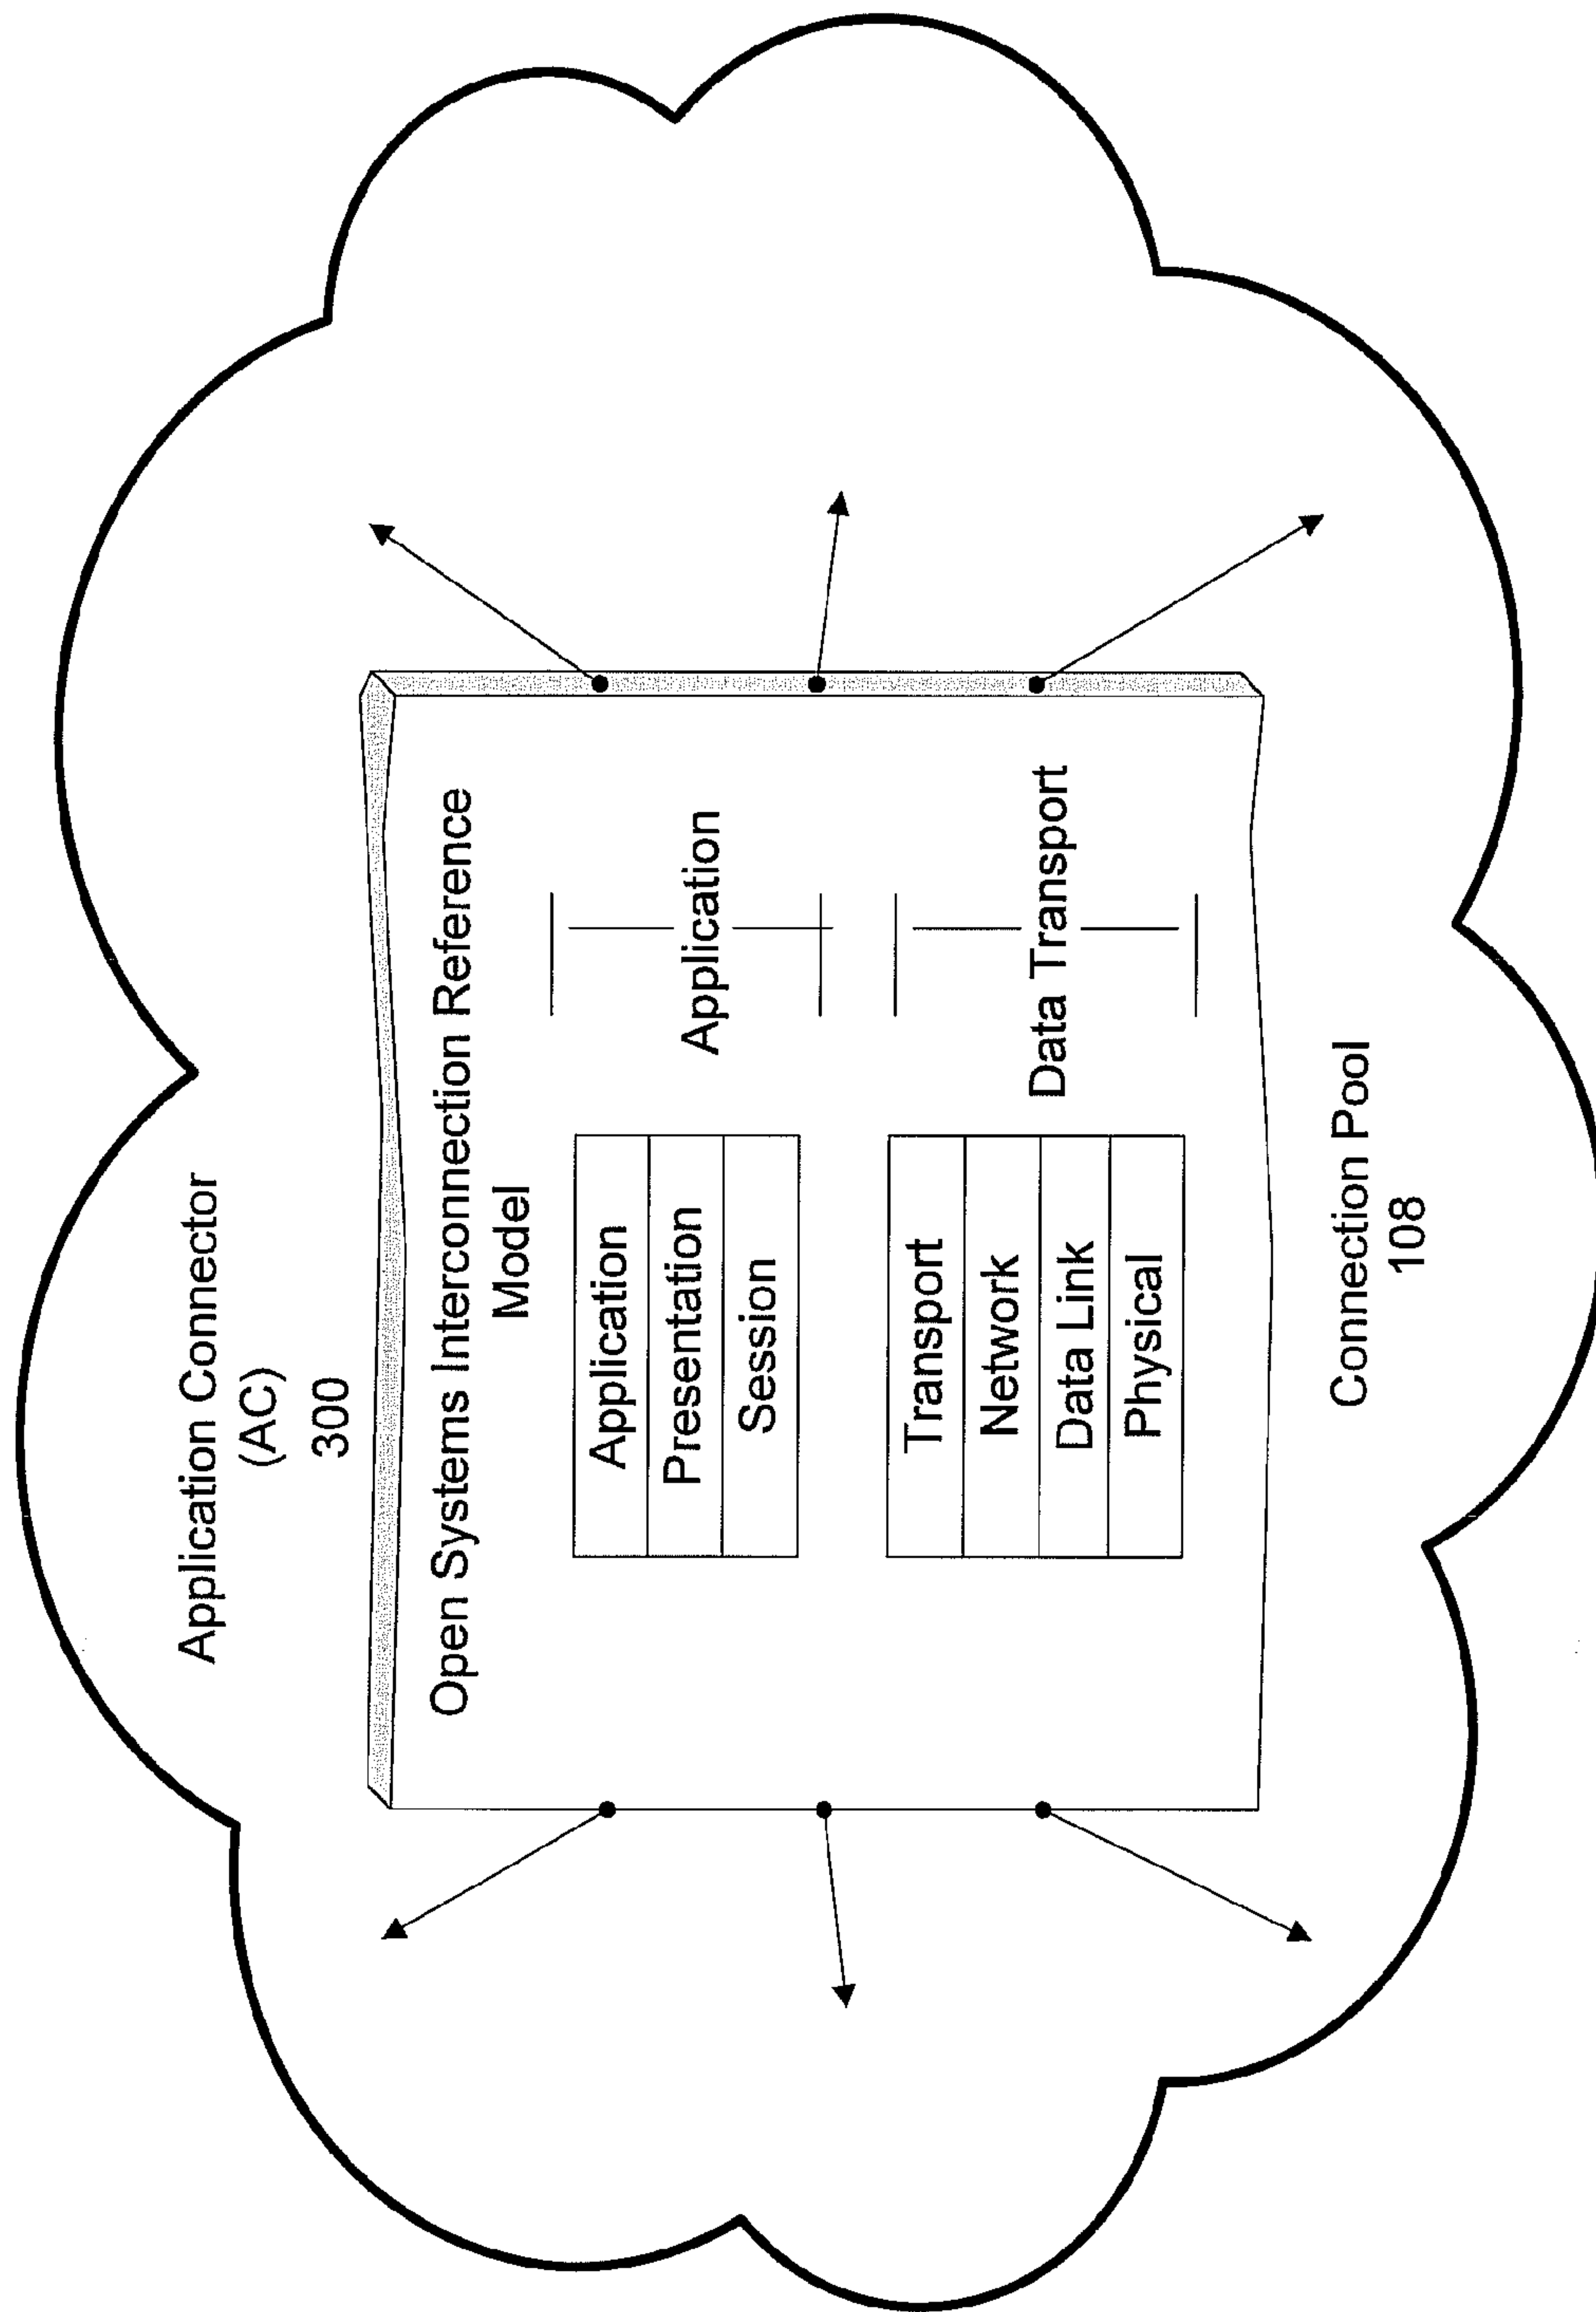 Application Connector
(AC)
300
Open Systems Interconnection Reference
Model
Application
Presentation
Session
Application
Transport
Network
Data Link
Physical
Data Transport
Connection Pool
108